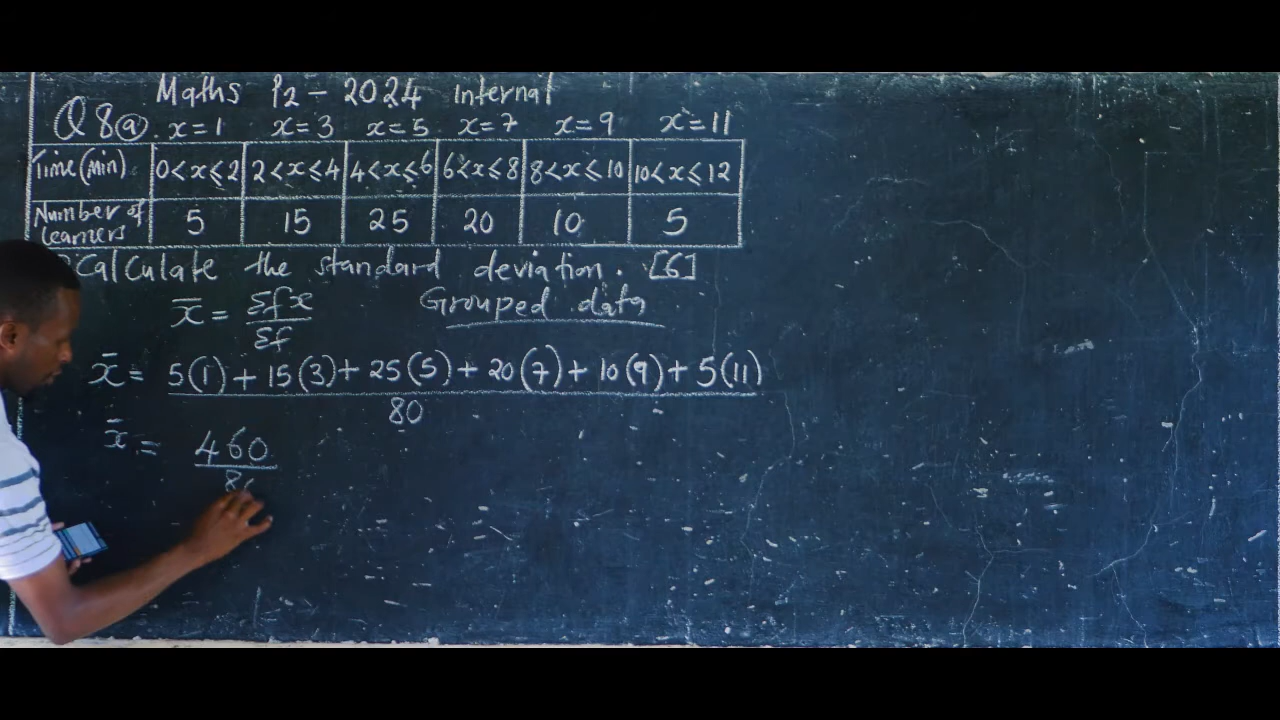 Maths P2 - 2024 internal
Q8(a). x=1 x=3 x=5 x=7 x=9 x=11
Time (Min) 0<x⩽2 2<x⩽4 4<x⩽6 6<x⩽8 8<x⩽10 10<x⩽12
Number of learners 5 15 25 20 10 5
Calculate the standard deviation. [6]
x̄ = Σfx / Σf Grouped data
x̄ = 5(1) + 15(3) + 25(5) + 20(7) + 10(9) + 5(11)
80
x̄ = 460
8